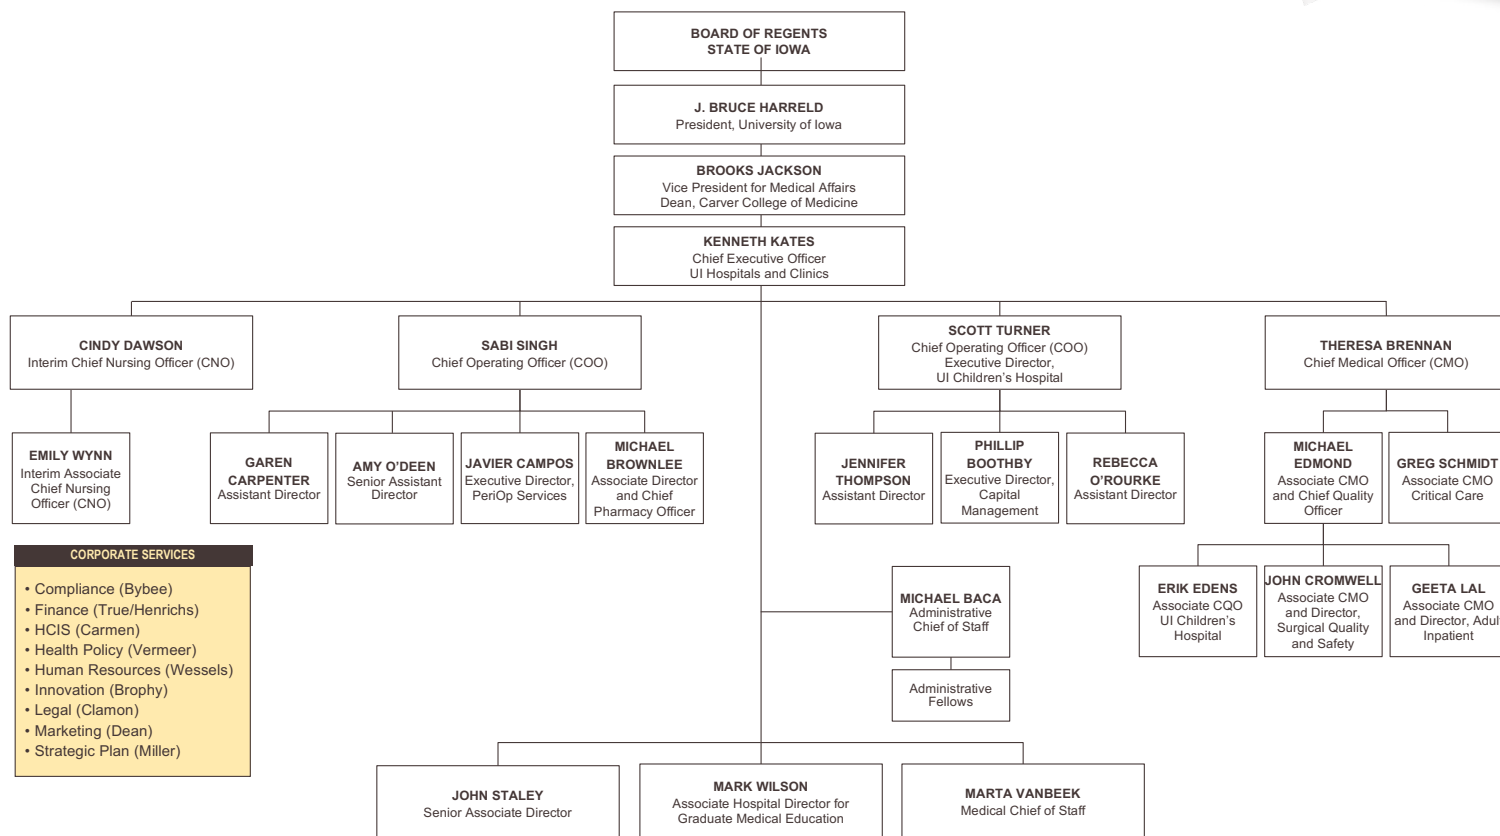 BOARD OF REGENTS
STATE OF IOWA
J. BRUCE HARRELD
President, University of Iowa
BROOKS JACKSON
Vice President for Medical Affairs
Dean, Carver College of Medicine
KENNETH KATES
Chief Executive Officer
UI Hospitals and Clinics
CINDY DAWSON
Interim Chief Nursing Officer (CNO)
SABI SINGH
Chief Operating Officer (COO)
SCOTT TURNER
Chief Operating Officer (COO)
Executive Director,
UI Children’s Hospital
THERESA BRENNAN
Chief Medical Officer (CMO)
EMILY WYNN
Interim Associate
Chief Nursing
Officer (CNO)
GAREN
CARPENTER
Assistant Director
AMY O’DEEN
Senior Assistant
Director
JAVIER CAMPOS
Executive Director,
PeriOp Services
MICHAEL
BROWNLEE
Associate Director
and Chief
Pharmacy Officer
JENNIFER
THOMPSON
Assistant Director
PHILLIP
BOOTHBY
Executive Director,
Capital
Management
REBECCA
O’ROURKE
Assistant Director
MICHAEL
EDMOND
Associate CMO
and Chief Quality
Officer
GREG SCHMIDT
Associate CMO
Critical Care
CORPORATE SERVICES
• Compliance (Bybee)
• Finance (True/Henrichs)
• HCIS (Carmen)
• Health Policy (Vermeer)
• Human Resources (Wessels)
• Innovation (Brophy)
• Legal (Clamon)
• Marketing (Dean)
• Strategic Plan (Miller)
MICHAEL BACA
Administrative
Chief of Staff
Administrative
Fellows
ERIK EDENS
Associate CQO
UI Children’s
Hospital
JOHN CROMWELL
Associate CMO
and Director,
Surgical Quality
and Safety
GEETA LAL
Associate CMO
and Director, Adult
Inpatient
JOHN STALEY
Senior Associate Director
MARK WILSON
Associate Hospital Director for
Graduate Medical Education
MARTA VANBEEK
Medical Chief of Staff